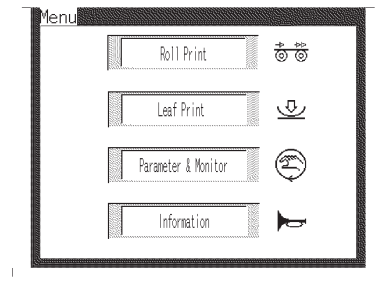 Menu
Roll Print
Leaf Print
Parameter & Monitor
Information